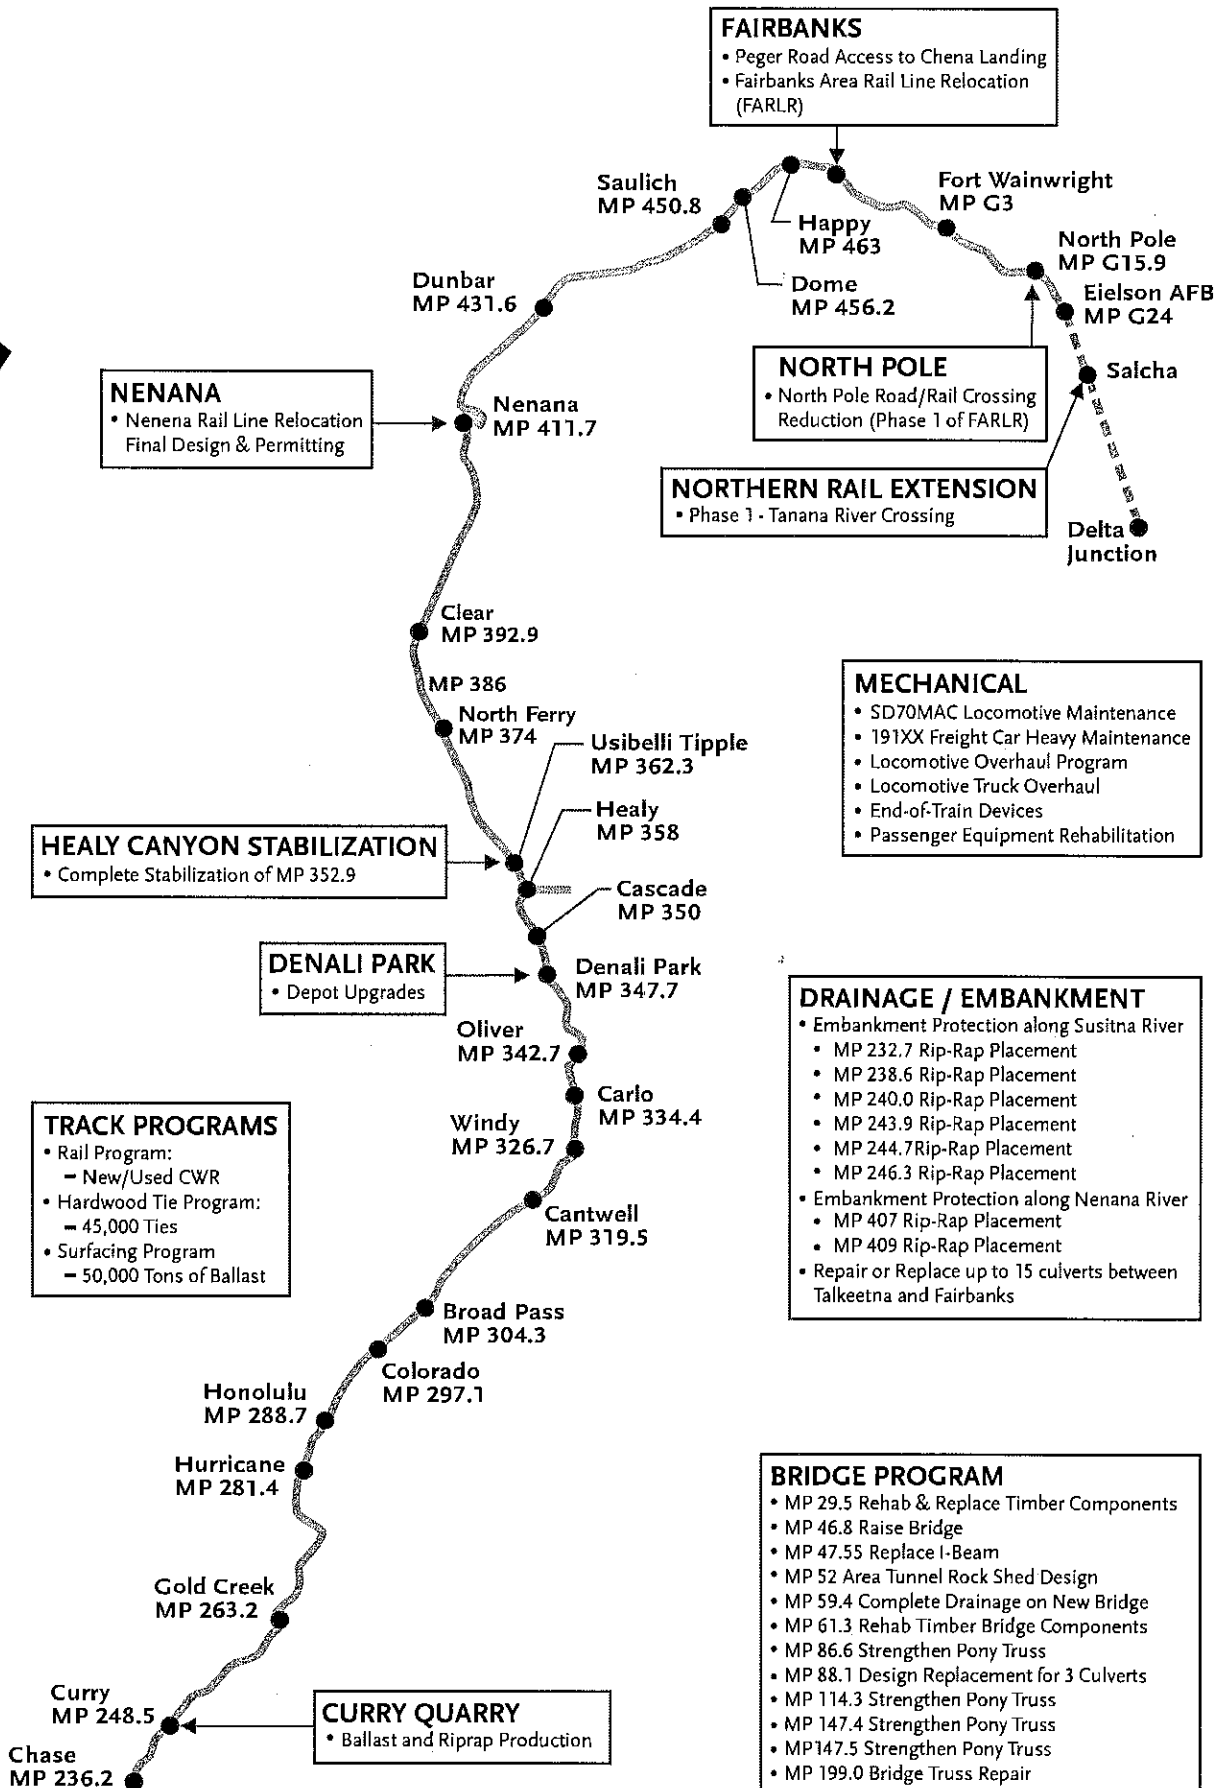 FAIRBANKS
• Peger Road Access to Chena Landing
• Fairbanks Area Rail Line Relocation
(FARLR)
Saulich
MP 450.8
Happy
MP 463
Dome
MP 456.2
Fort Wainwright
MP G3
North Pole
MP G15.9
Eielson AFB
MP G24
Salcha
Delta
Junction
Dunbar
MP 431.6
NORTH POLE
• North Pole Road/Rail Crossing
Reduction (Phase 1 of FARLR)
NORTHERN RAIL EXTENSION
• Phase 1 - Tanana River Crossing
NENANA
• Nenena Rail Line Relocation
Final Design & Permitting
Nenana
MP 411.7
Clear
MP 392.9
MP 386
North Ferry
MP 374
Usibelli Tipple
MP 362.3
Healy
MP 358
HEALY CANYON STABILIZATION
• Complete Stabilization of MP 352.9
Cascade
MP 350
DENALI PARK
• Depot Upgrades
Denali Park
MP 347.7
Oliver
MP 342.7
Carlo
MP 334.4
Windy
MP 326.7
Cantwell
MP 319.5
MECHANICAL
• SD70MAC Locomotive Maintenance
• 191XX Freight Car Heavy Maintenance
• Locomotive Overhaul Program
• Locomotive Truck Overhaul
• End-of-Train Devices
• Passenger Equipment Rehabilitation
DRAINAGE / EMBANKMENT
• Embankment Protection along Susitna River
• MP 232.7 Rip-Rap Placement
• MP 238.6 Rip-Rap Placement
• MP 240.0 Rip-Rap Placement
• MP 243.9 Rip-Rap Placement
• MP 244.7Rip-Rap Placement
• MP 246.3 Rip-Rap Placement
• Embankment Protection along Nenana River
• MP 407 Rip-Rap Placement
• MP 409 Rip-Rap Placement
• Repair or Replace up to 15 culverts between
Talkeetna and Fairbanks
TRACK PROGRAMS
• Rail Program:
– New/Used CWR
• Hardwood Tie Program:
– 45,000 Ties
• Surfacing Program
– 50,000 Tons of Ballast
Broad Pass
MP 304.3
Colorado
MP 297.1
Honolulu
MP 288.7
Hurricane
MP 281.4
Gold Creek
MP 263.2
Curry
MP 248.5
CURRY QUARRY
• Ballast and Riprap Production
Chase
MP 236.2
BRIDGE PROGRAM
• MP 29.5 Rehab & Replace Timber Components
• MP 46.8 Raise Bridge
• MP 47.55 Replace I-Beam
• MP 52 Area Tunnel Rock Shed Design
• MP 59.4 Complete Drainage on New Bridge
• MP 61.3 Rehab Timber Bridge Components
• MP 86.6 Strengthen Pony Truss
• MP 88.1 Design Replacement for 3 Culverts
• MP 114.3 Strengthen Pony Truss
• MP 147.4 Strengthen Pony Truss
• MP147.5 Strengthen Pony Truss
• MP 199.0 Bridge Truss Repair